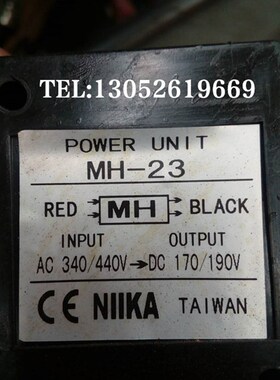 TEL:13052619669
POWER UNIT
MH-23
RED MH BLACK
INPUT OUTPUT
AC 340/440V→DC 170/190V
CE NIIKA TAIWAN